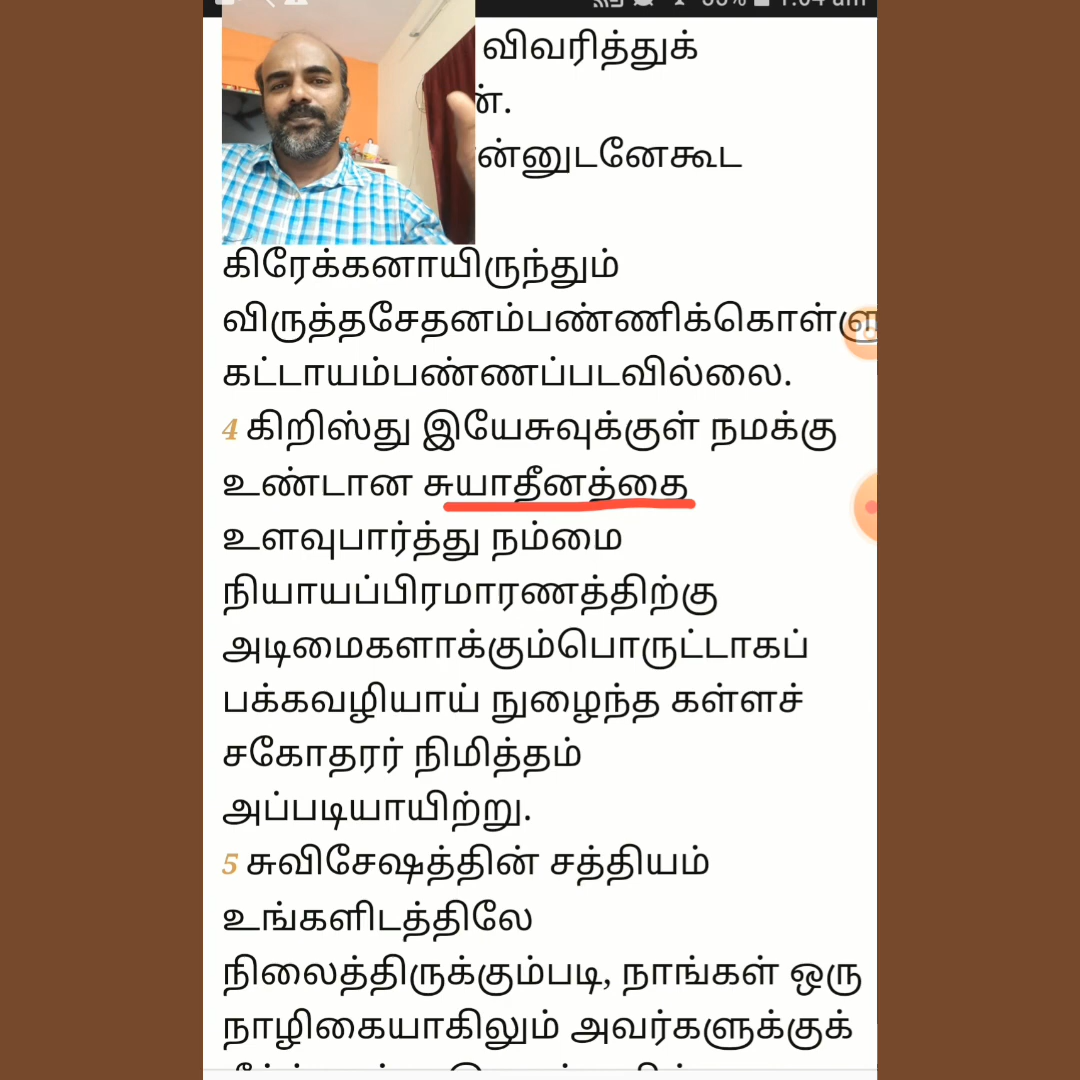 விவரித்துக்
ன்.
ன்னுடனேகூட
கிரேக்கனாயிருந்தும்
விருத்தசேதனம்பண்ணிக்கொள்ளு
கட்டாயம்பண்ணப்படவில்லை.
4 கிறிஸ்து இயேசுவுக்குள் நமக்கு
உண்டான சுயாதீனத்தை
உளவுபார்த்து நம்மை
நியாயப்பிரமாரணத்திற்கு
அடிமைகளாக்கும்பொருட்டாகப்
பக்கவழியாய் நுழைந்த கள்ளச்
சகோதரர் நிமித்தம்
அப்படியாயிற்று.
5 சுவிசேஷத்தின் சத்தியம்
உங்களிடத்திலே
நிலைத்திருக்கும்படி, நாங்கள் ஒரு
நாழிகையாகிலும் அவர்களுக்குக்